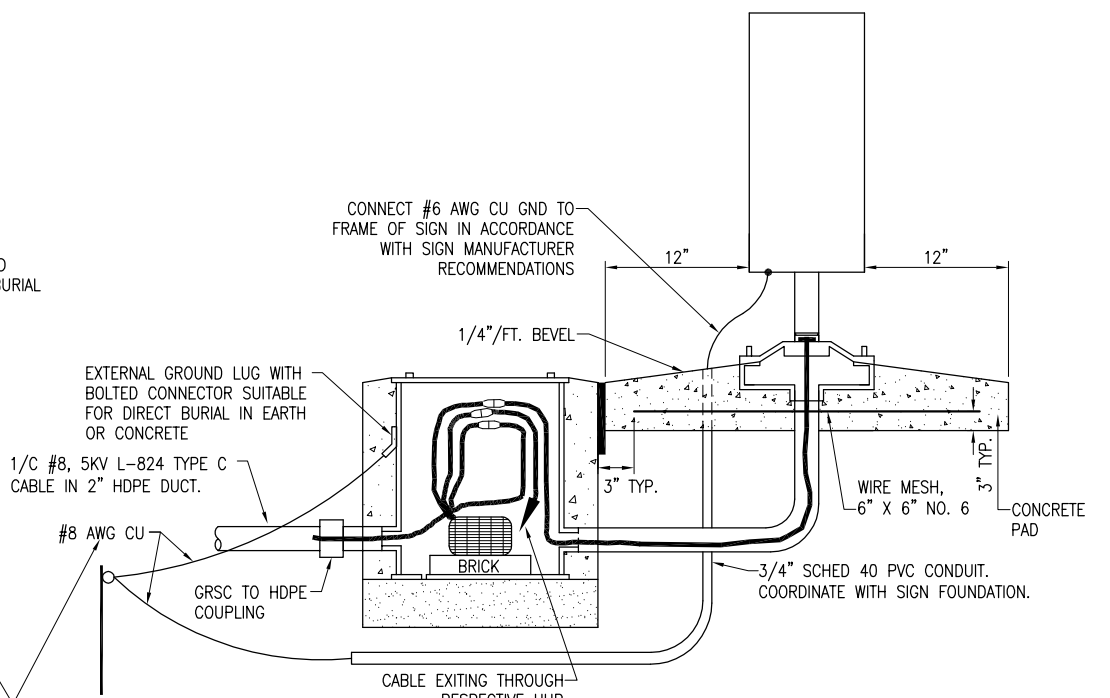 CONNECT #6 AWG CU GND TO
FRAME OF SIGN IN ACCORDANCE
WITH SIGN MANUFACTURER
RECOMMENDATIONS
12"
12"
BURIAL
1/4"/FT. BEVEL
EXTERNAL GROUND LUG WITH
BOLTED CONNECTOR SUITABLE
FOR DIRECT BURIAL IN EARTH
OR CONCRETE
1/C #8, 5KV L-824 TYPE C
CABLE IN 2" HDPE DUCT.
3" TYP.
3" TYP.
WIRE MESH,
6" X 6" NO. 6
CONCRETE
PAD
#8 AWG CU
BRICK
GRSC TO HDPE
COUPLING
3/4" SCHED 40 PVC CONDUIT.
COORDINATE WITH SIGN FOUNDATION.
CABLE EXITING THROUGH
RESPECTIVE HUB